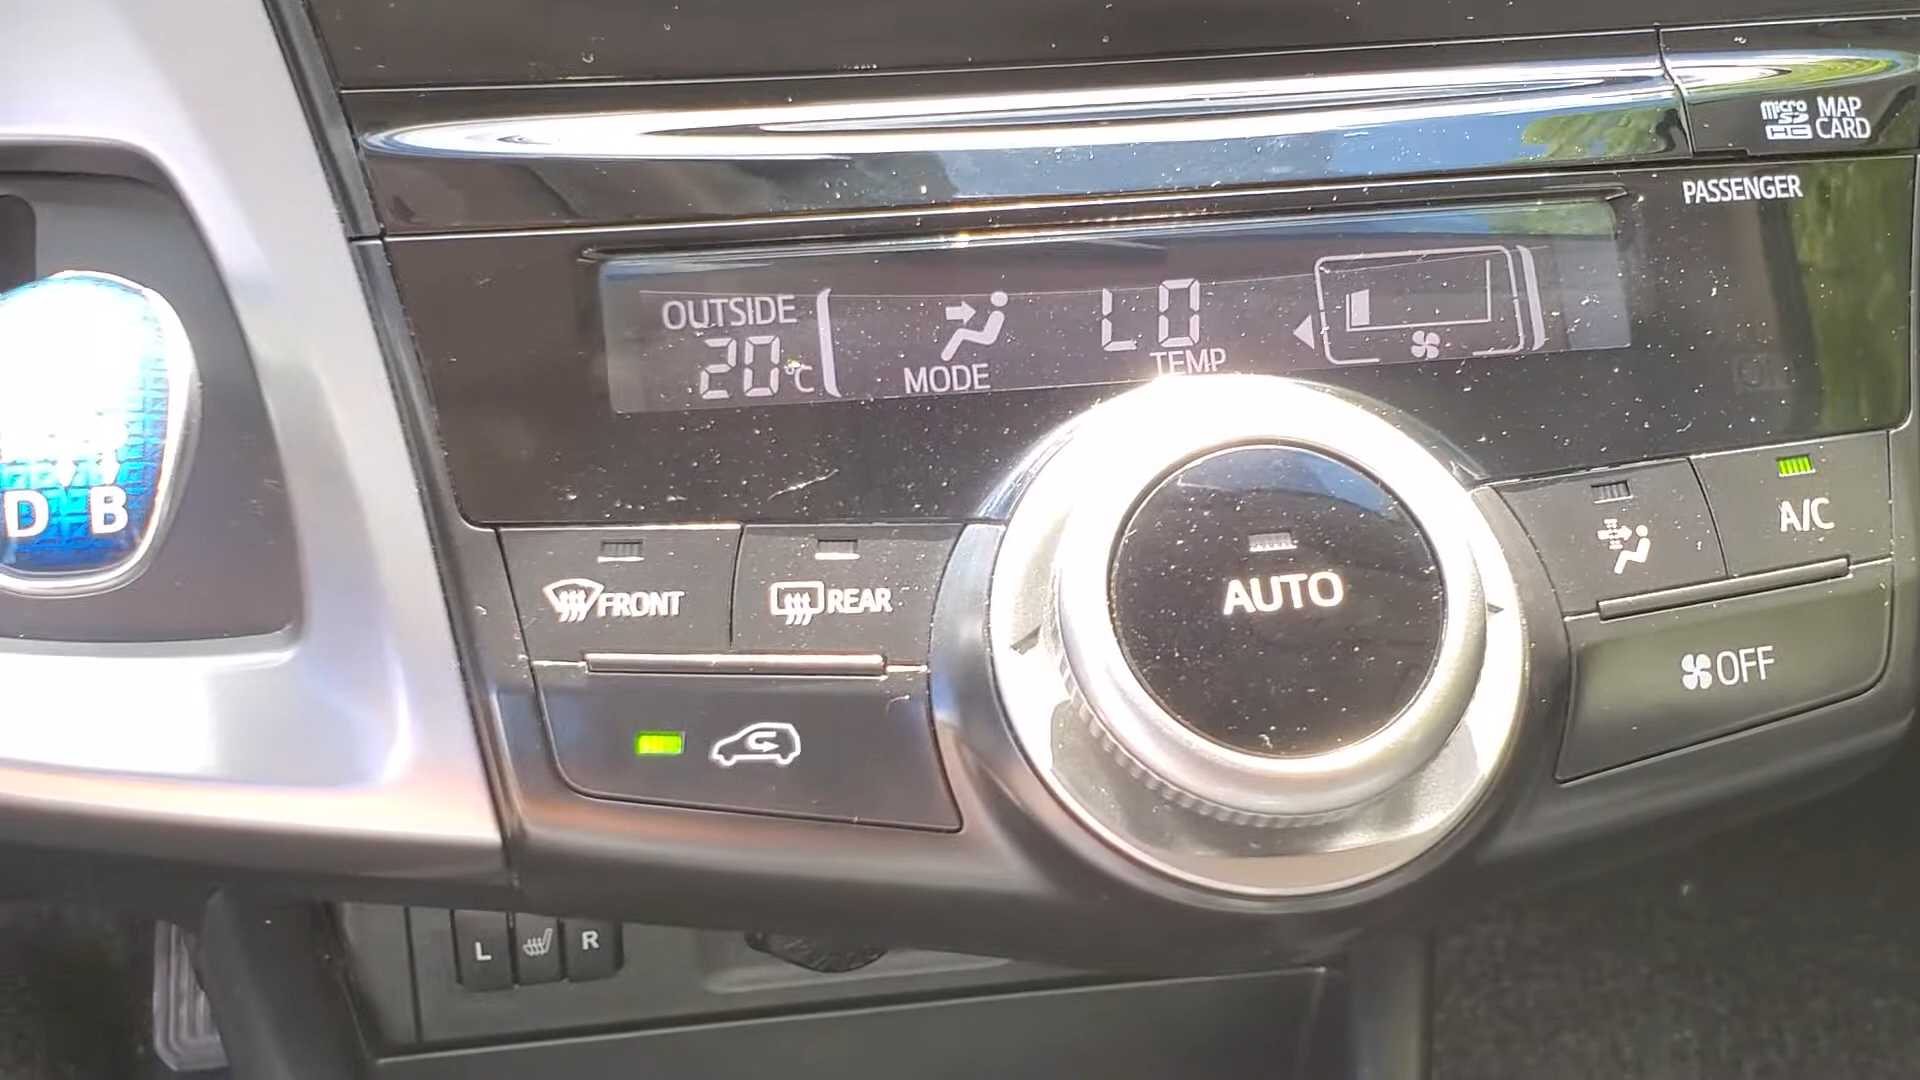 micro
SD
HC
MAP
CARD
PASSENGER
OUTSIDE
20°C
MODE
LO
TEMP
D B
FRONT
REAR
AUTO
A/C
OFF
L
R